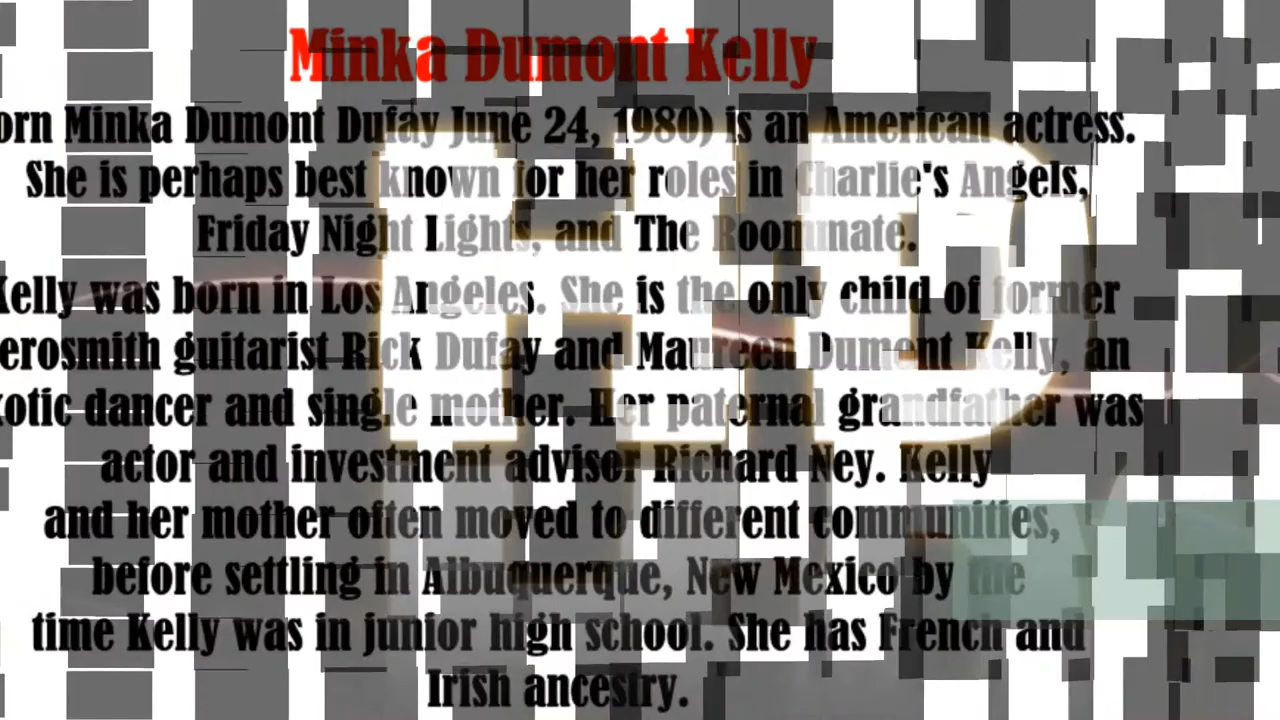 Minka Dumont Kelly
orn Minka Dumont Dufay June 24, 1980) is an American actress.
She is perhaps best known for her roles in Charlie's Angels,
Friday Night Lights, and The Roommate.
Kelly was born in Los Angeles. She is the only child of former
erosmith guitarist Rick Dufay and Maureen Dumont Kelly, an
xotic dancer and single mother. Her paternal grandfather was
actor and investment advisor Richard Ney. Kelly
and her mother often moved to different communities,
before settling in Albuquerque, New Mexico by the
time Kelly was in junior high school. She has French and
Irish ancestry.
HD